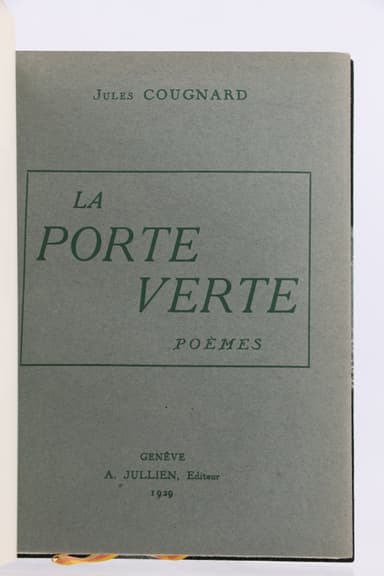 Jules COUGNARD
LA
PORTE
VERTE
POÈMES
GENÈVE
A. JULLIEN, Editeur
1929